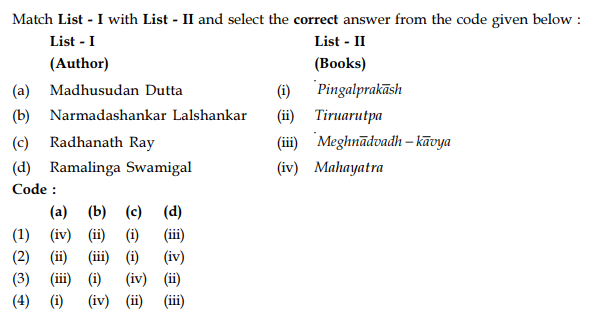 Match List - I with List - II and select the correct answer from the code given below :
List - I List - II
(Author) (Books)
(a) Madhusudan Dutta (i) Pingalprakāsh
(b) Narmadashankar Lalshankar (ii) Tiruarutpa
(c) Radhanath Ray (iii) Meghnādvadh – kāvya
(d) Ramalinga Swamigal (iv) Mahayatra
Code :
(a) (b) (c) (d)
(1) (iv) (ii) (i) (iii)
(2) (ii) (iii) (i) (iv)
(3) (iii) (i) (iv) (ii)
(4) (i) (iv) (ii) (iii)